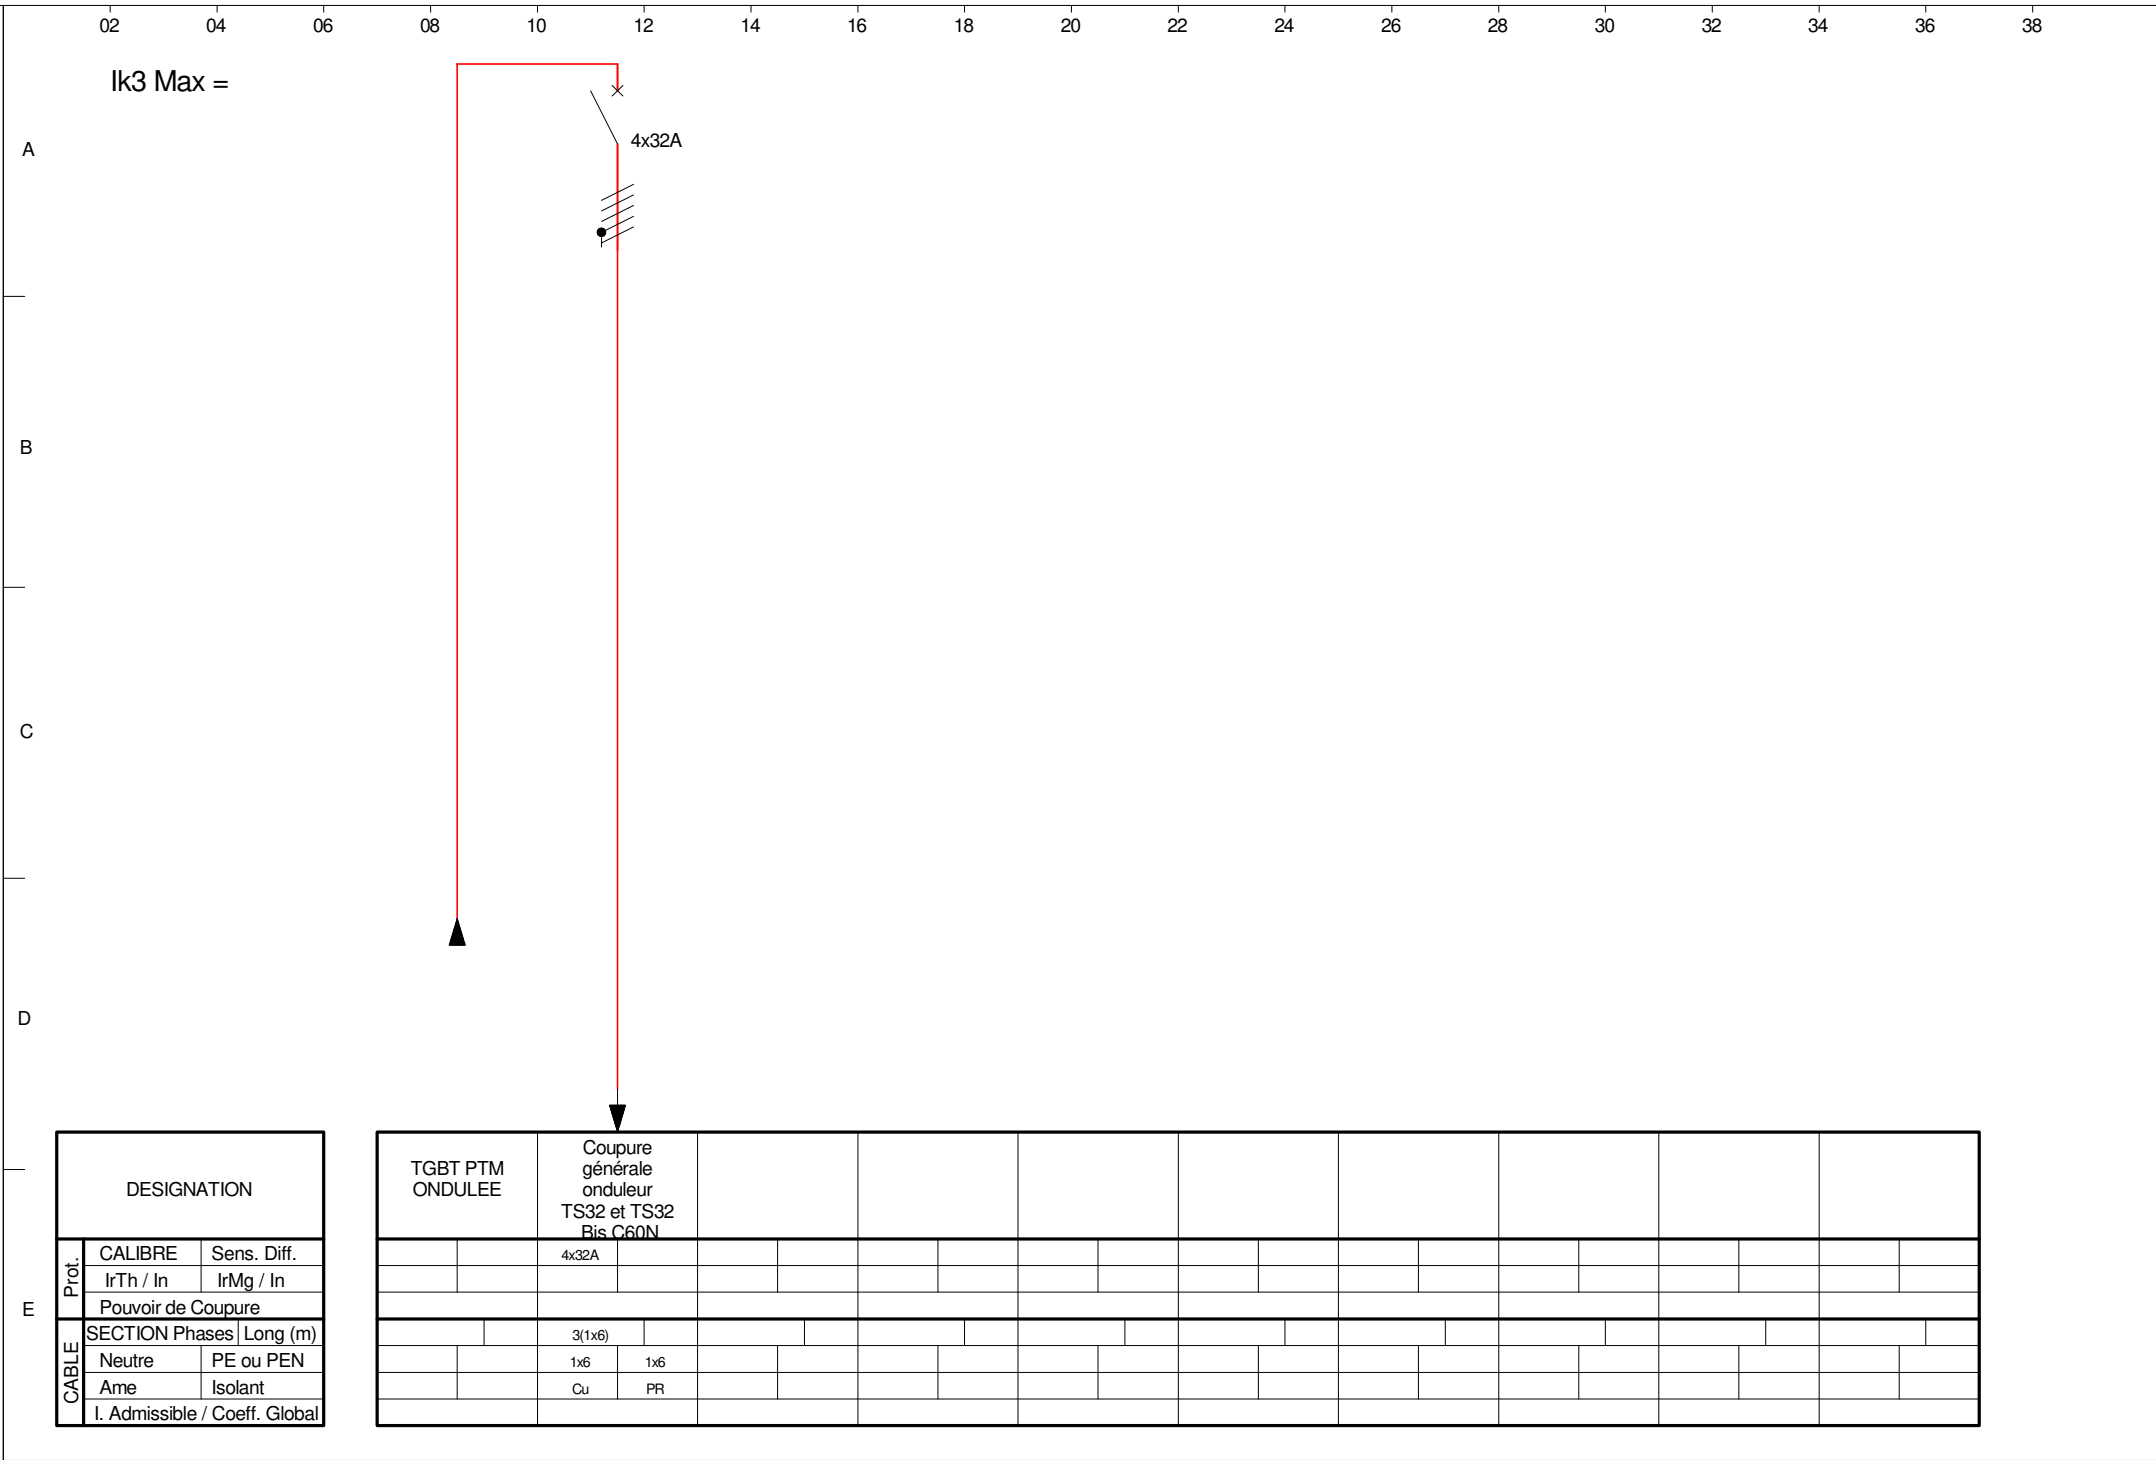 02 04 06 08 10 12 14 16 18 20 22 24 26 28 30 32 34 36 38
Ik3 Max =
4x32A
A
B
C
D
E
DESIGNATION
TGBT PTM
ONDULEE
Coupure
générale
onduleur
TS32 et TS32
Bis C60N
Prot.
CALIBRE Sens. Diff.
4x32A
IrTh / In IrMg / In
Pouvoir de Coupure
CABLE
SECTION Phases Long (m)
3(1x6)
Neutre PE ou PEN
1x6 1x6
Ame Isolant
Cu PR
I. Admissible / Coeff. Global